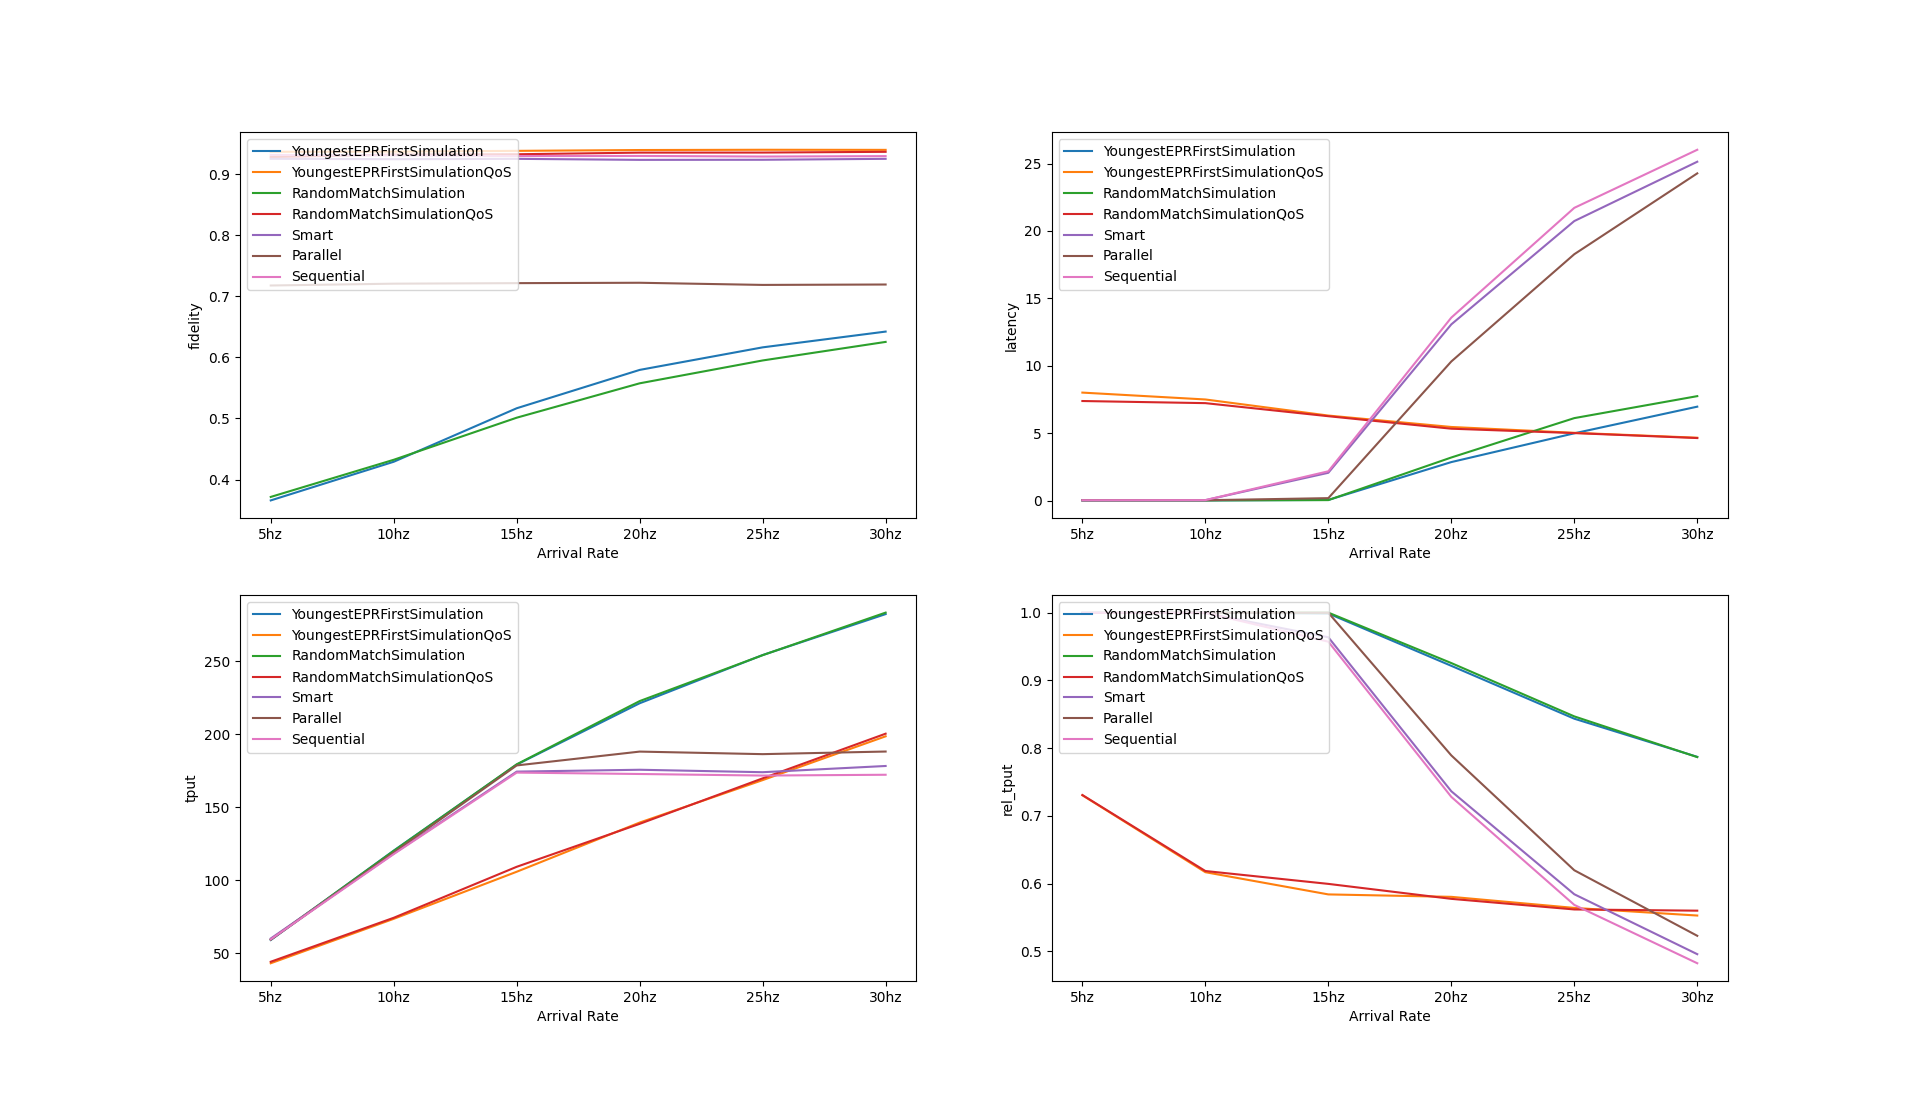 YoungestEPRFirstSimulation
YoungestEPRFirstSimulationQoS
RandomMatchSimulation
RandomMatchSimulationQoS
Smart
Parallel
Sequential
0.9
0.8
0.7
0.6
0.5
0.4
fidelity
5hz 10hz 15hz 20hz 25hz 30hz
Arrival Rate
YoungestEPRFirstSimulation
YoungestEPRFirstSimulationQoS
RandomMatchSimulation
RandomMatchSimulationQoS
Smart
Parallel
Sequential
25
20
15
10
5
0
latency
5hz 10hz 15hz 20hz 25hz 30hz
Arrival Rate
YoungestEPRFirstSimulation
YoungestEPRFirstSimulationQoS
RandomMatchSimulation
RandomMatchSimulationQoS
Smart
Parallel
Sequential
250
200
150
100
50
tput
5hz 10hz 15hz 20hz 25hz 30hz
Arrival Rate
YoungestEPRFirstSimulation
YoungestEPRFirstSimulationQoS
RandomMatchSimulation
RandomMatchSimulationQoS
Smart
Parallel
Sequential
1.0
0.9
0.8
0.7
0.6
0.5
rel_tput
5hz 10hz 15hz 20hz 25hz 30hz
Arrival Rate